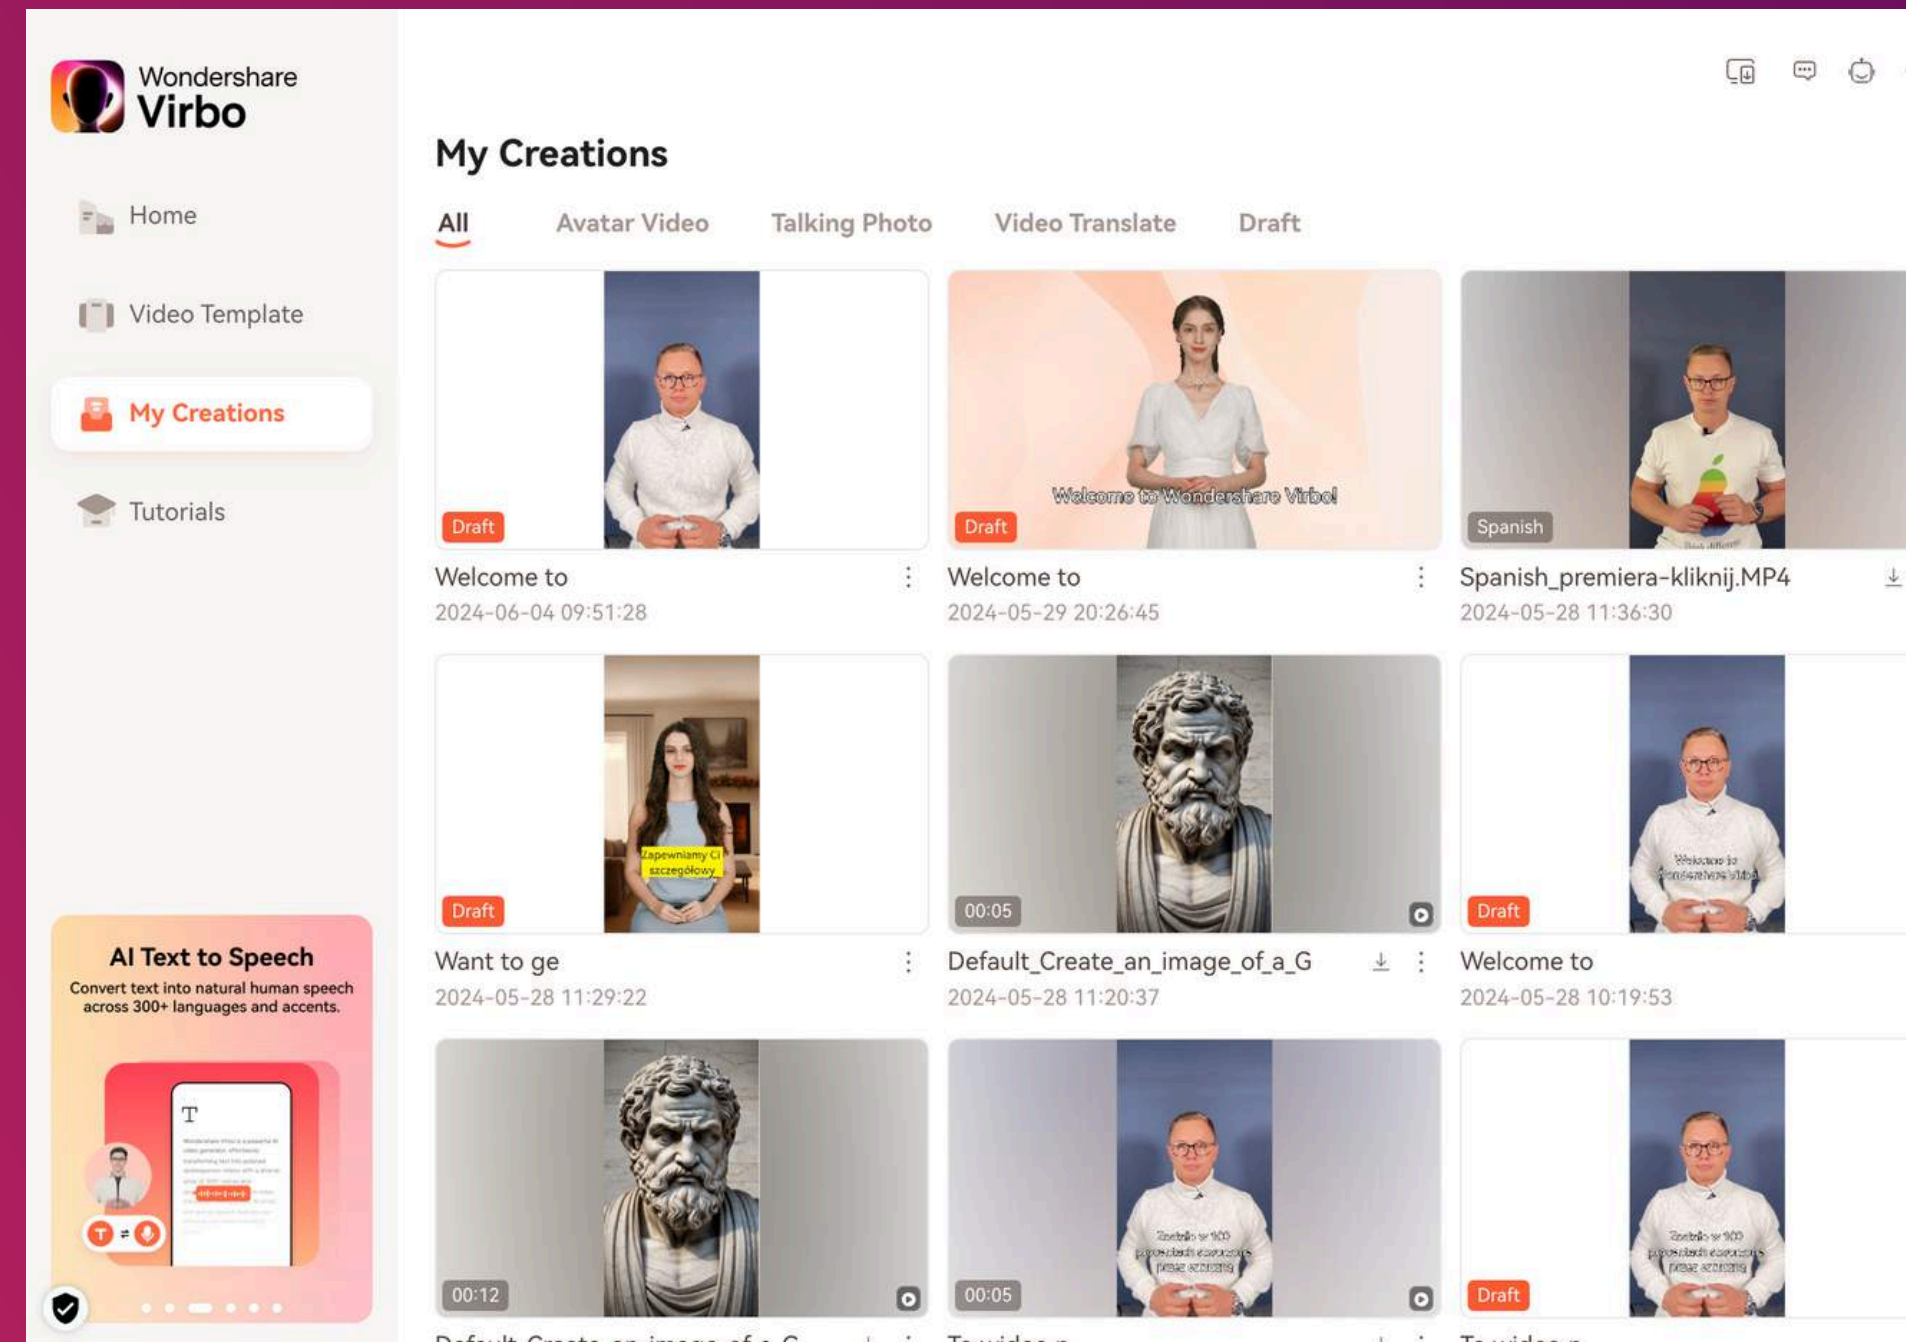 Wondershare
Virbo
My Creations
Home
Video Template
My Creations
Tutorials
All
Avatar Video
Talking Photo
Video Translate
Draft
Welcome to Wondershare Virbo!
Draft
Draft
Spanish
Welcome to
Welcome to
Spanish_premiera-kliknij.MP4
2024-06-04 09:51:28
2024-05-29 20:26:45
2024-05-28 11:36:30
Zapewniamy Ci
szczegółowy
Welcome to
Wondershare Virbo!
Draft
00:05
Draft
Want to ge
Default_Create_an_image_of_a_G
Welcome to
2024-05-28 11:29:22
2024-05-28 11:20:37
2024-05-28 10:19:53
AI Text to Speech
Convert text into natural human speech
across 300+ languages and accents.
T
T
00:12
00:05
Draft